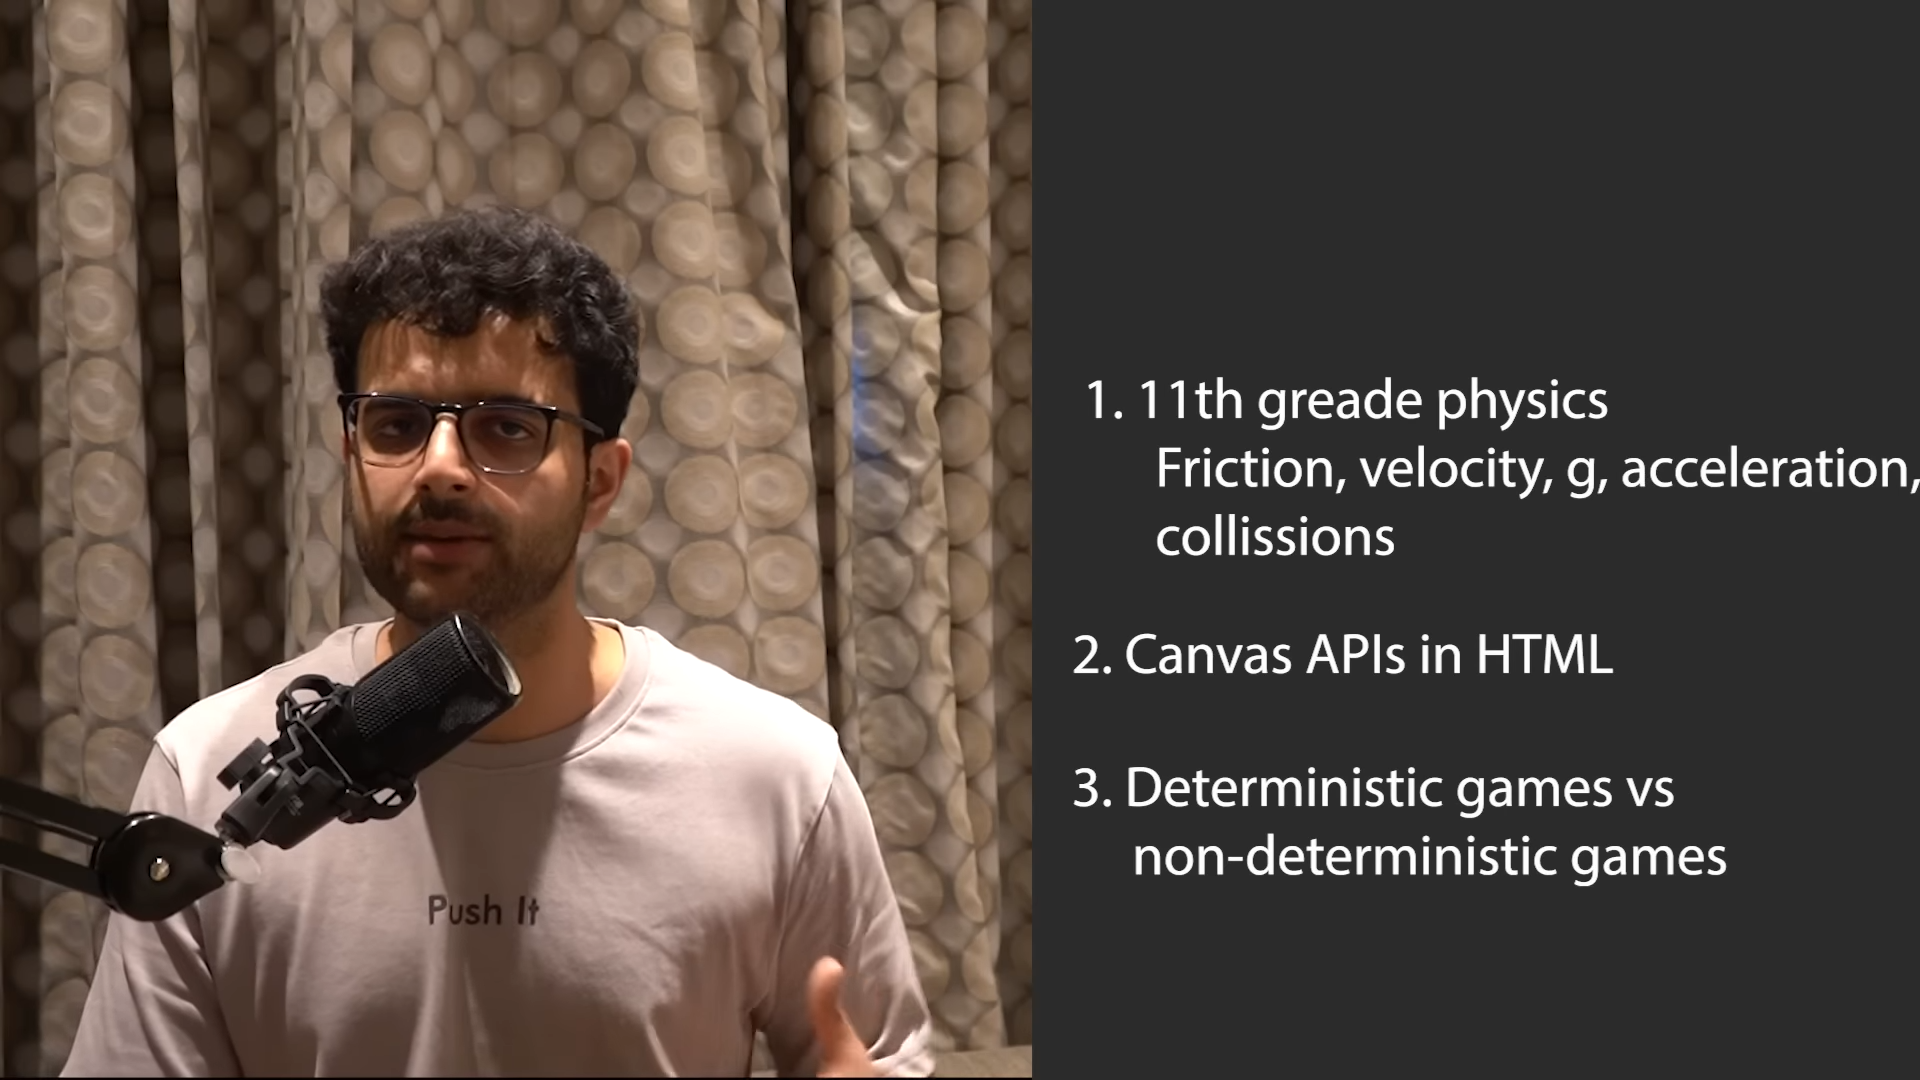 1. 11th greade physics
Friction, velocity, g, acceleration,
collissions
2. Canvas APIs in HTML
3. Deterministic games vs
non-deterministic games
Push It